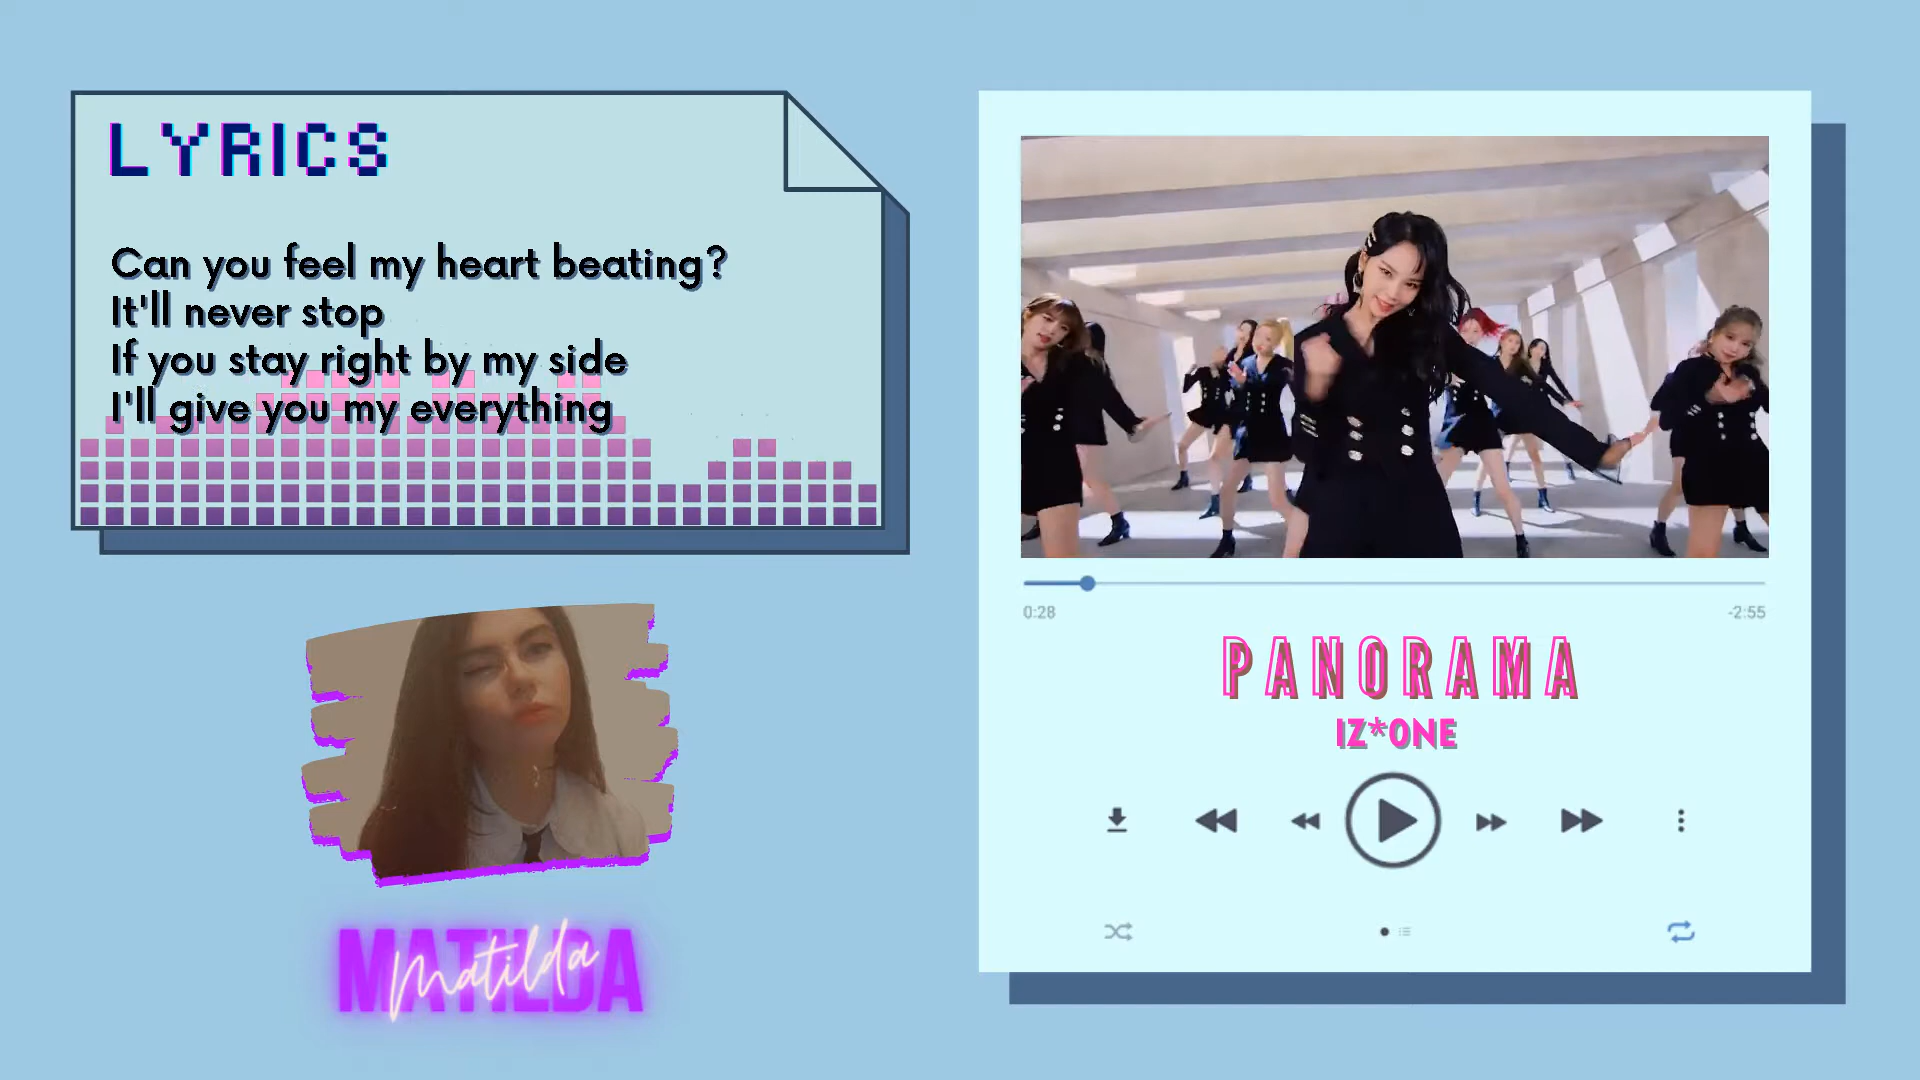 LYRICS
Can you feel my heart beating?
It'll never stop
If you stay right by my side
I'll give you my everything
0:28
-2:55
PANORAMA
IZ*ONE
MATILDA
Matilda